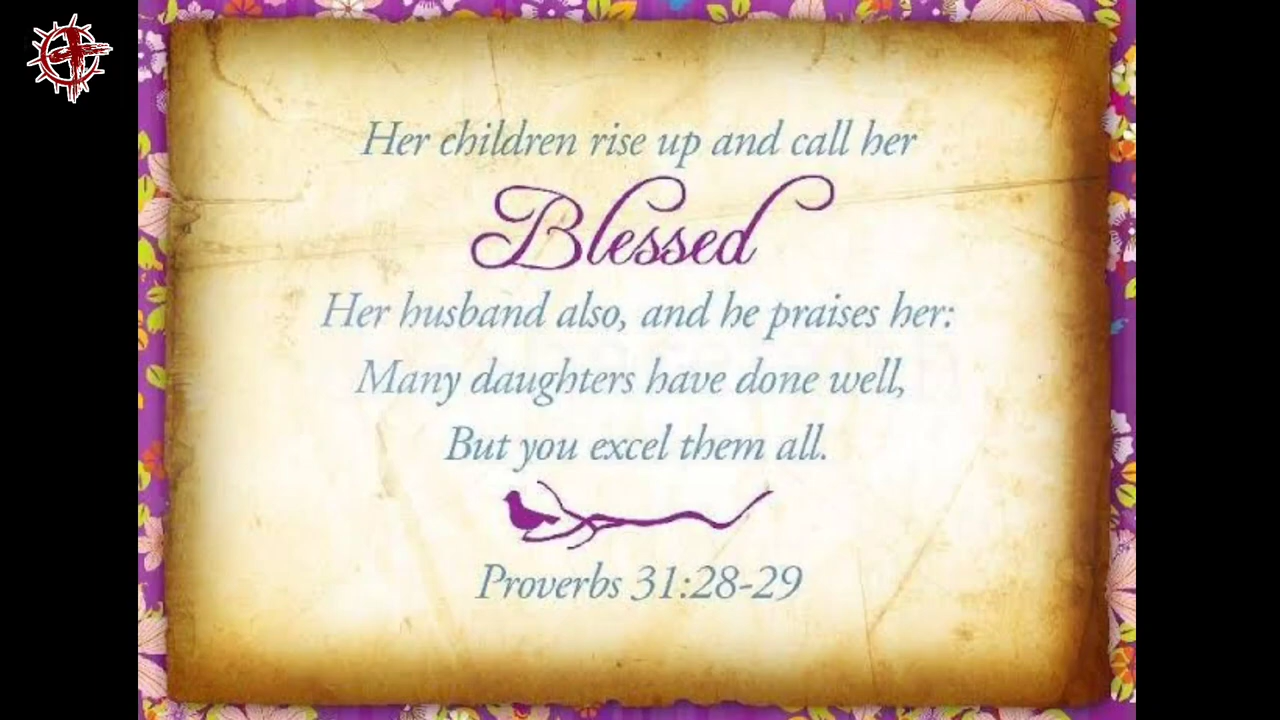 Her children rise up and call her
Blessed
Her husband also, and he praises her:
Many daughters have done well,
But you excel them all.
Proverbs 31:28-29